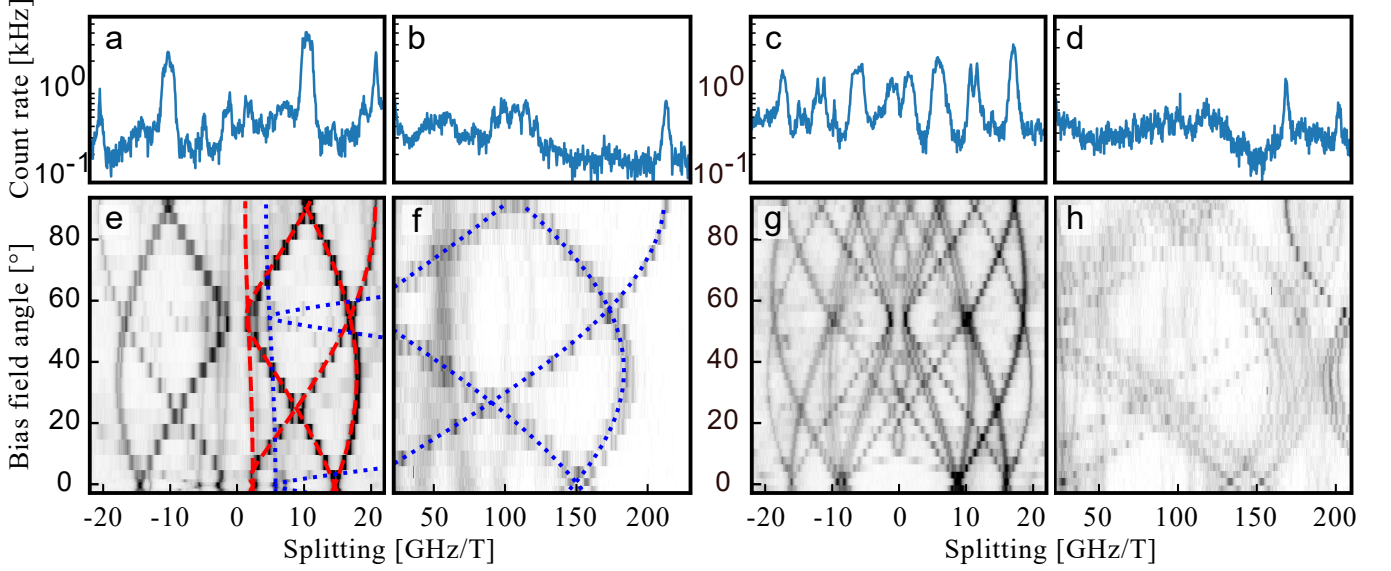 a
b
c
d
Count rate [kHz]
10^0
10^-1
10^0
10^-1
e
f
g
h
Bias field angle [°]
80
60
40
20
0
80
60
40
20
0
-20 -10 0 10 20 50 100 150 200 -20 -10 0 10 20 50 100 150 200
Splitting [GHz/T] Splitting [GHz/T]